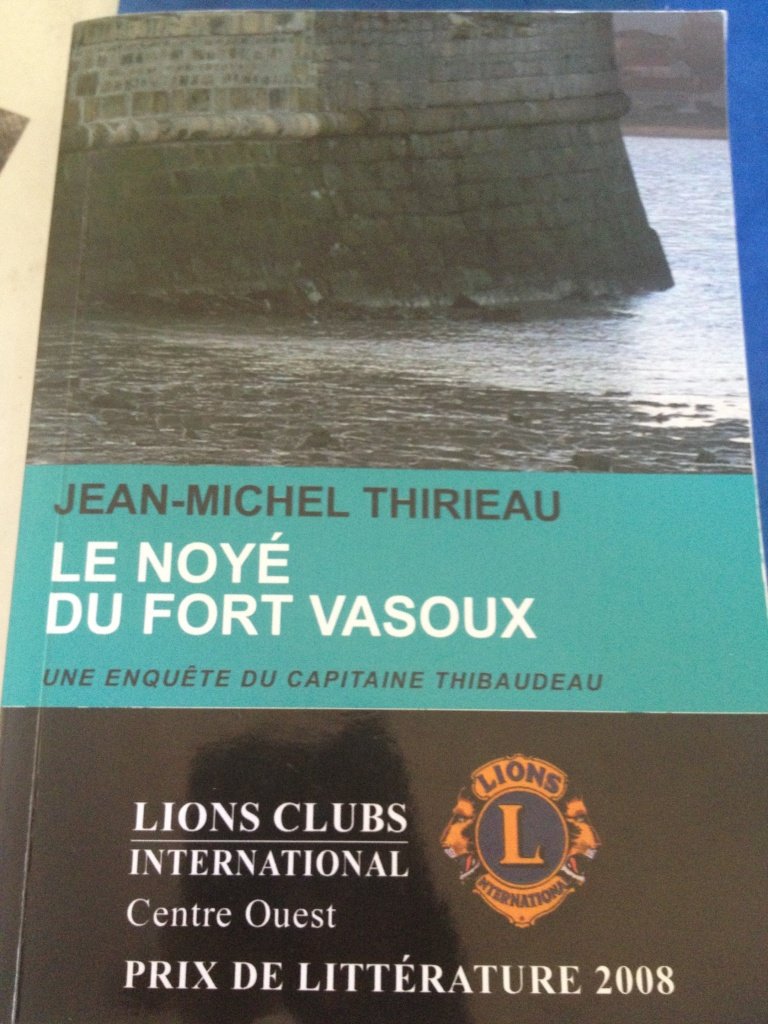 JEAN-MICHEL THIRIEAU
LE NOYÉ
DU FORT VASOUX
UNE ENQUÊTE DU CAPITAINE THIBAUDEAU
LIONS CLUBS
INTERNATIONAL
Centre Ouest
LIONS
L
INTERNATIONAL
PRIX DE LITTÉRATURE 2008